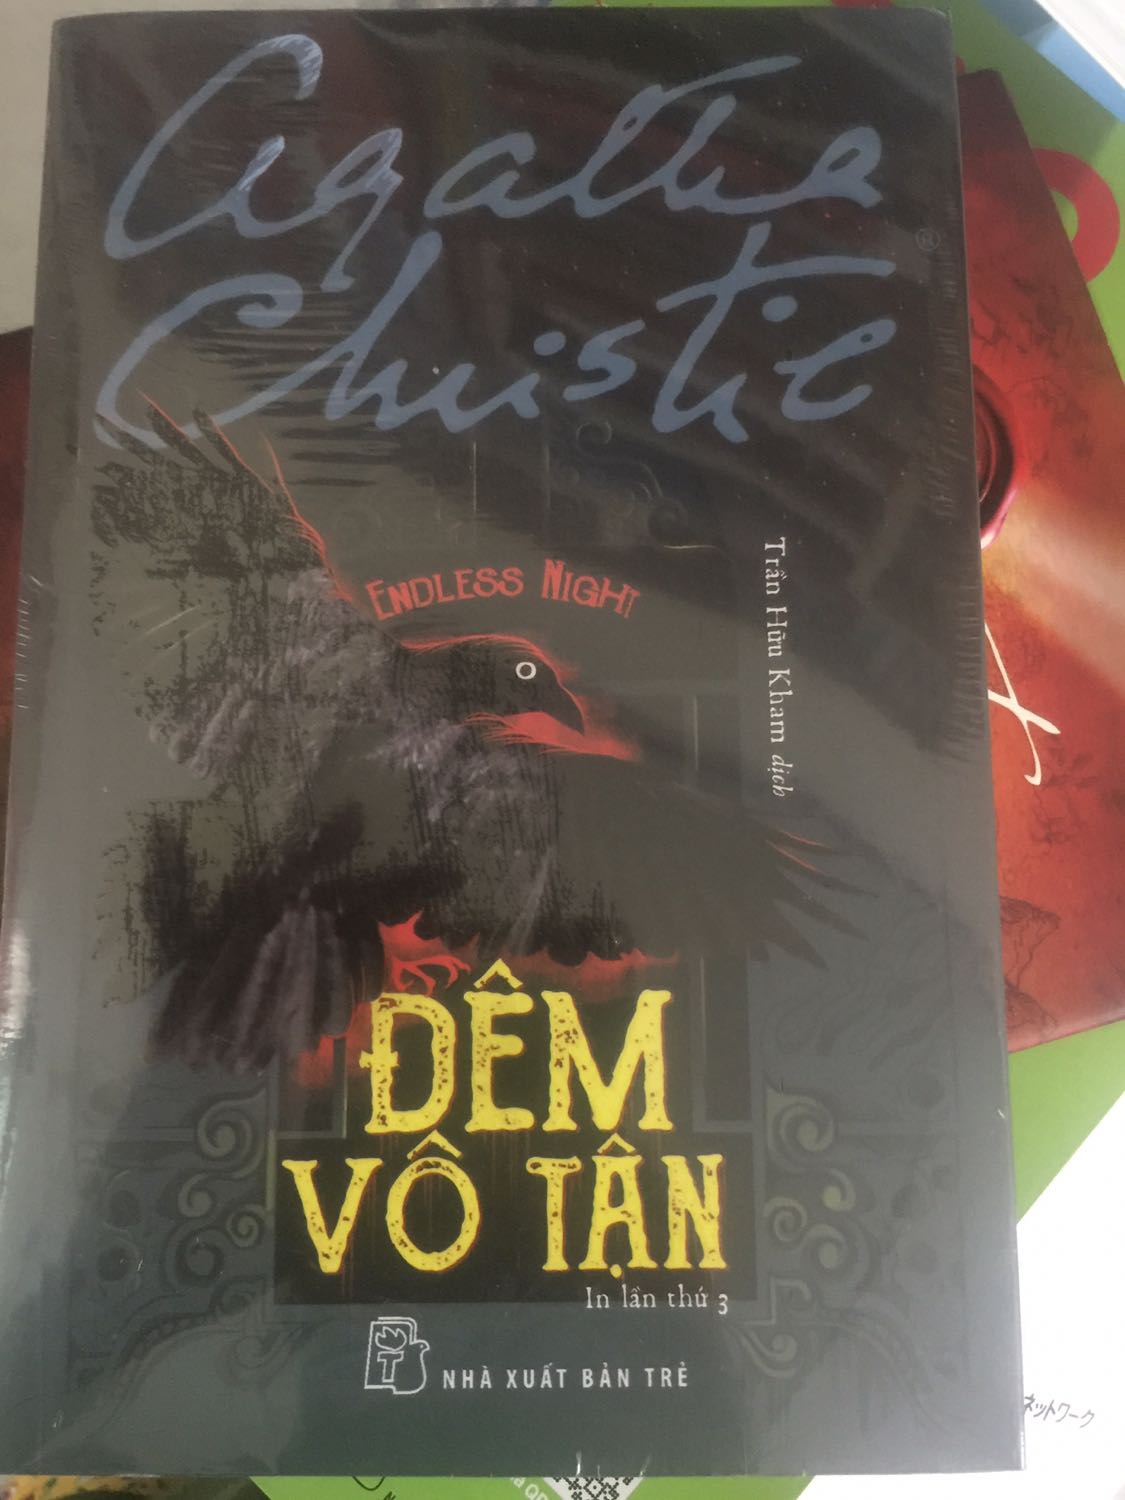 Agatha
Christie
®
ENDLESS NIGHT
Trần Hữu Kham dịch
ĐÊM
VÔ TẬN
In lần thứ 3
T
NHÀ XUẤT BẢN TRẺ
ネットワーク